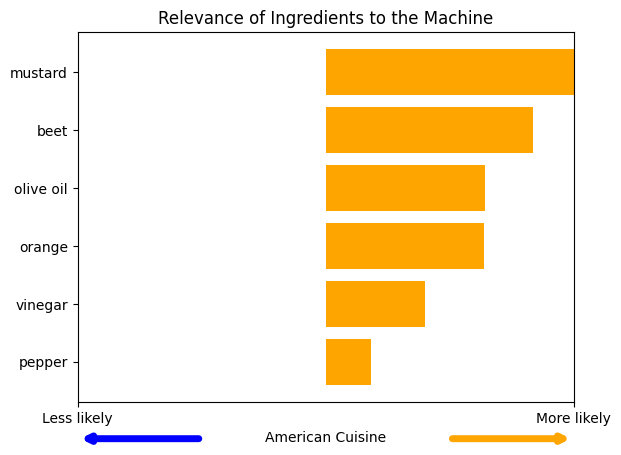 Relevance of Ingredients to the Machine
mustard
beet
olive oil
orange
vinegar
pepper
Less likely
More likely
American Cuisine